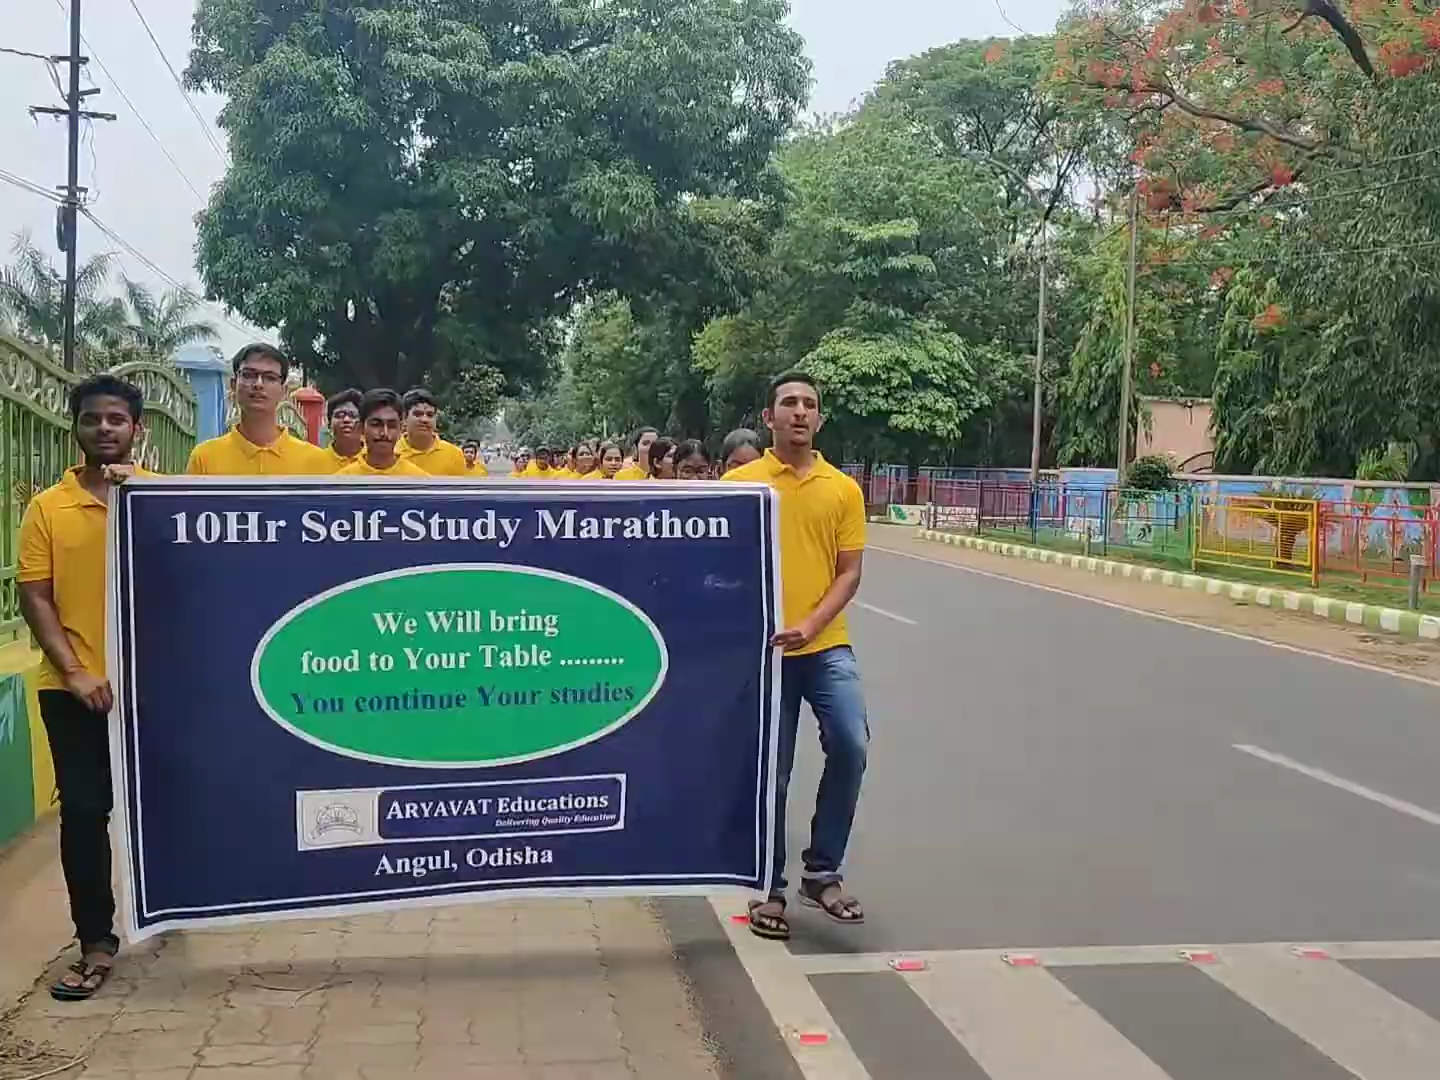 10Hr Self-Study Marathon
We Will bring
food to Your Table .........
You continue Your studies
ARYAVAT Educations
Delivering Quality Education
Angul, Odisha